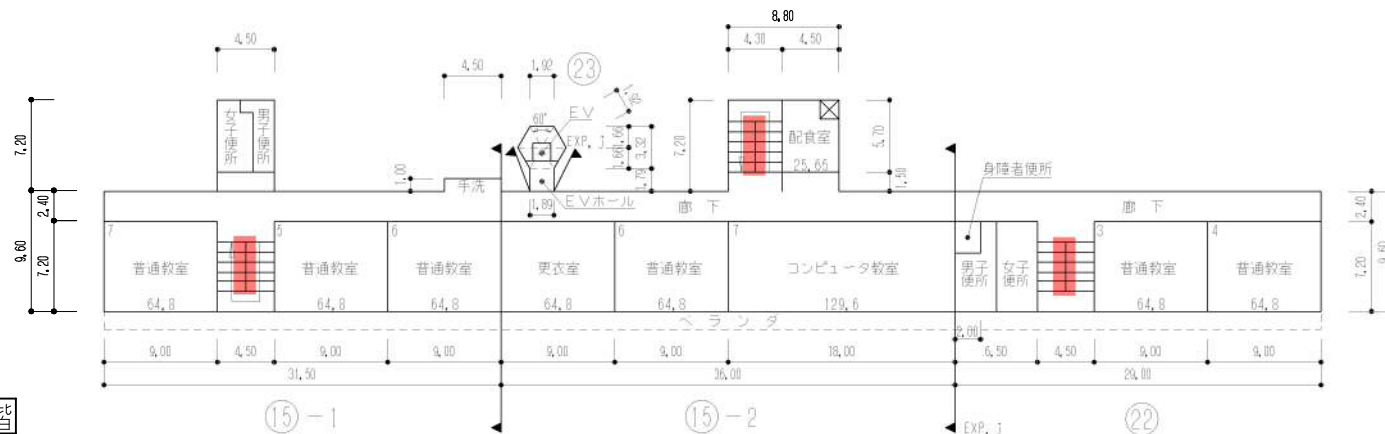 8.80
4.50
4.30
4.50
4.50
1.92
㉓
EV
60°
EXP.J
1.66
1.66
3.32
1.79
7.20
女子便所
男子便所
配食室
25.65
5.70
1.50
7.20
身障者便所
1.00
手洗
EVホール
1.89
廊下
廊下
2.40
9.60
7.20
2.40
7.20
9.60
7
普通教室
64.8
5
普通教室
64.8
6
普通教室
64.8
更衣室
64.8
6
普通教室
64.8
7
コンピュータ教室
129.6
男子便所
女子便所
3
普通教室
64.8
4
普通教室
64.8
ベランダ
2.00
9.00
4.50
9.00
9.00
9.00
9.00
18.00
6.50
4.50
9.00
9.00
31.50
36.00
29.00
⑮-1
⑮-2
EXP.J
㉒